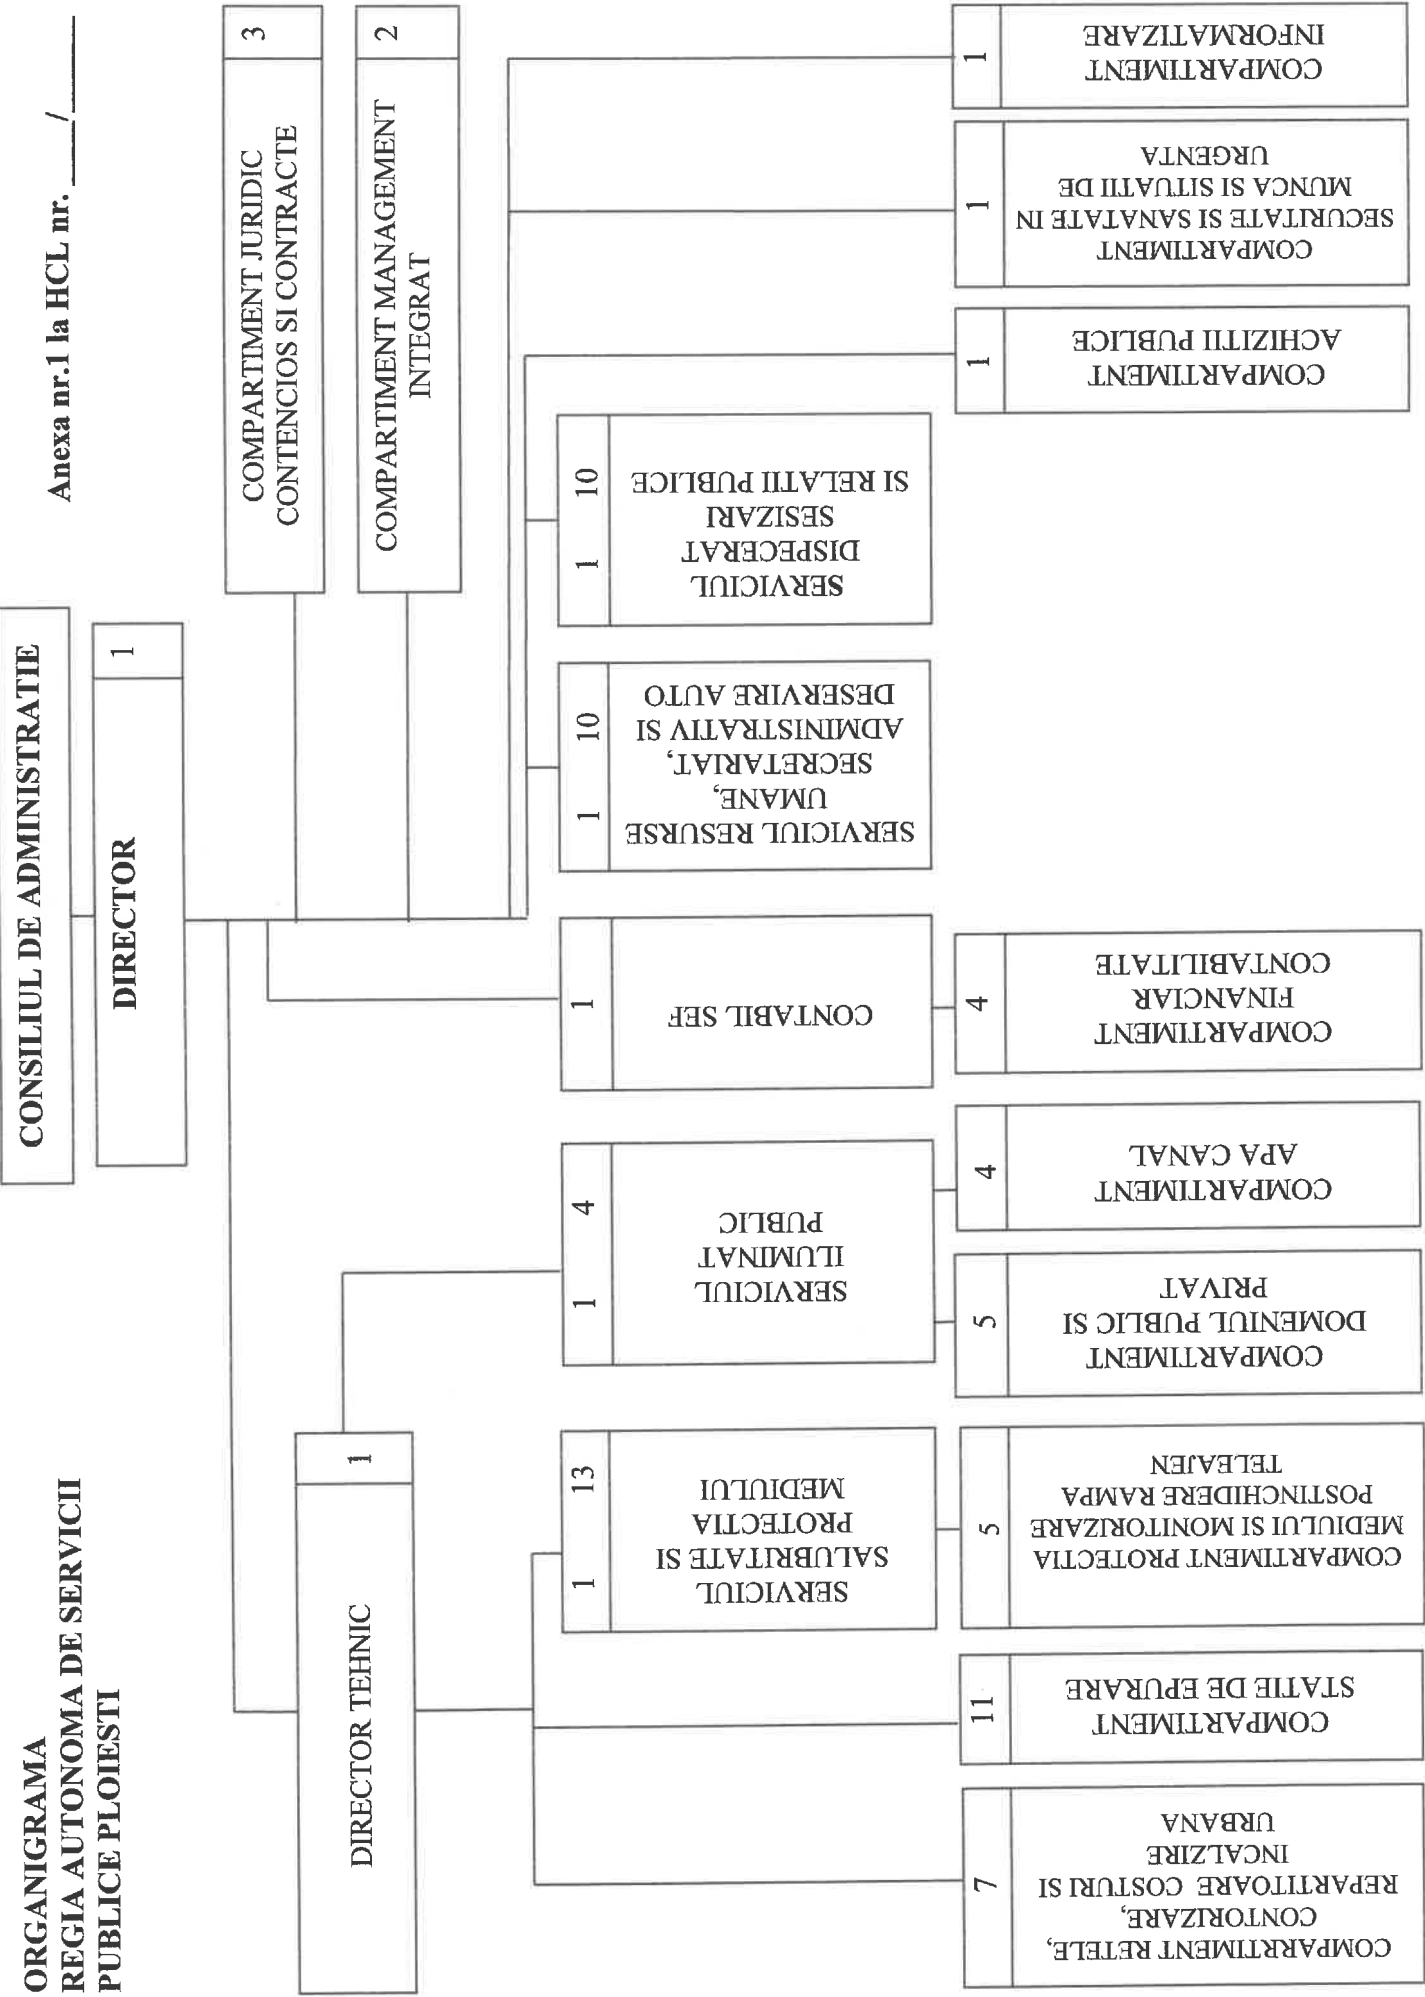 ORGANIGRAMA
REGIA AUTONOMA DE SERVICII
PUBLICE PLOIESTI
Anexa nr.1 la HCL nr. ____/______
CONSILIUL DE ADMINISTRATIE
DIRECTOR
1
COMPARTIMENT JURIDIC
CONTENCIOS SI CONTRACTE
3
COMPARTIMENT MANAGEMENT
INTEGRAT
2
DIRECTOR TEHNIC
1
1 13
SERVICIUL
SALUBRITATE SI
PROTECTIA
MEDIULUI
1 4
SERVICIUL
ILUMINAT
PUBLIC
1
CONTABIL SEF
1 10
SERVICIUL RESURSE
UMANE,
SECRETARIAT,
ADMINISTRATIV SI
DESERVIRE AUTO
1 10
SERVICIUL
DISPECERAT
SESIZARI
SI RELATII PUBLICE
7
COMPARRTIMENT RETELE,
CONTORIZARE,
REPARTITOARE COSTURI SI
INCALZIRE
URBANA
11
COMPARTIMENT
STATIE DE EPURARE
5
COMPARTIMENT PROTECTIA
MEDIULUI SI MONITORIZARE
POSTINCHIDERE RAMPA
TELEAJEN
5
COMPARTIMENT
DOMENIUL PUBLIC SI
PRIVAT
4
COMPARTIMENT
APA CANAL
4
COMPARTIMENT
FINANCIAR
CONTABILITATE
1
COMPARTIMENT
ACHIZITII PUBLICE
1
COMPARTIMENT
SECURITATE SI SANATATE IN
MUNCA SI SITUATII DE
URGENTA
1
COMPARTIMENT
INFORMATIZARE